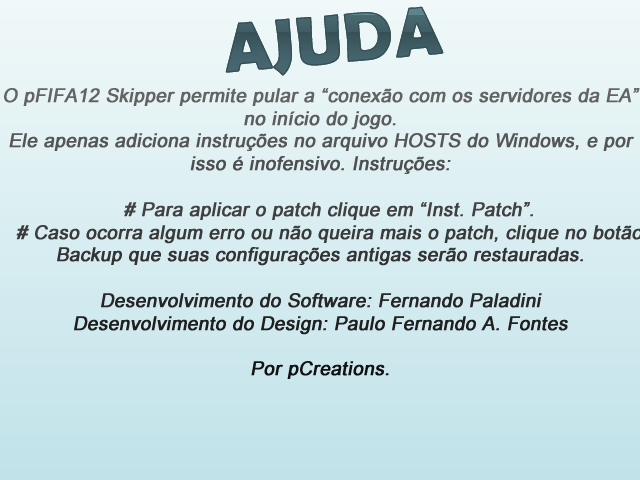 AJUDA
O pFIFA12 Skipper permite pular a “conexão com os servidores da EA”
no início do jogo.
Ele apenas adiciona instruções no arquivo HOSTS do Windows, e por
isso é inofensivo. Instruções:
# Para aplicar o patch clique em “Inst. Patch”.
# Caso ocorra algum erro ou não queira mais o patch, clique no botão
Backup que suas configurações antigas serão restauradas.
Desenvolvimento do Software: Fernando Paladini
Desenvolvimento do Design: Paulo Fernando A. Fontes
Por pCreations.